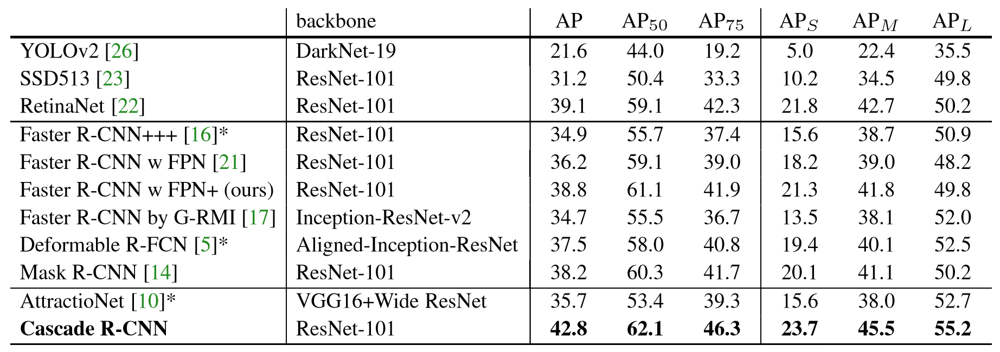 backbone AP AP50 AP75 APS APM APL
YOLOv2 [26] DarkNet-19 21.6 44.0 19.2 5.0 22.4 35.5
SSD513 [23] ResNet-101 31.2 50.4 33.3 10.2 34.5 49.8
RetinaNet [22] ResNet-101 39.1 59.1 42.3 21.8 42.7 50.2
Faster R-CNN+++ [16]* ResNet-101 34.9 55.7 37.4 15.6 38.7 50.9
Faster R-CNN w FPN [21] ResNet-101 36.2 59.1 39.0 18.2 39.0 48.2
Faster R-CNN w FPN+ (ours) ResNet-101 38.8 61.1 41.9 21.3 41.8 49.8
Faster R-CNN by G-RMI [17] Inception-ResNet-v2 34.7 55.5 36.7 13.5 38.1 52.0
Deformable R-FCN [5]* Aligned-Inception-ResNet 37.5 58.0 40.8 19.4 40.1 52.5
Mask R-CNN [14] ResNet-101 38.2 60.3 41.7 20.1 41.1 50.2
AttractioNet [10]* VGG16+Wide ResNet 35.7 53.4 39.3 15.6 38.0 52.7
Cascade R-CNN ResNet-101 42.8 62.1 46.3 23.7 45.5 55.2